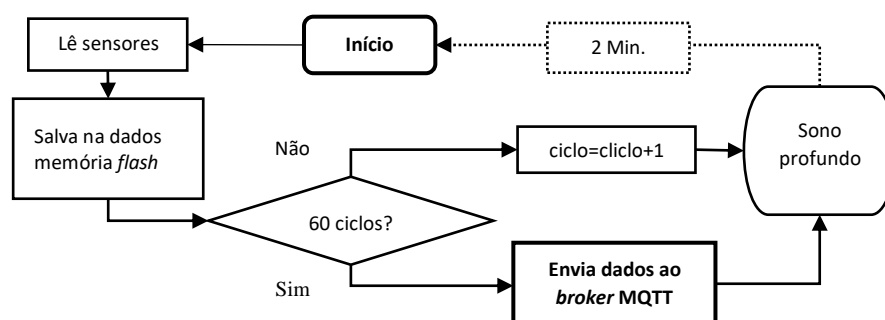 Lê sensores
Início
2 Min.
Salva na dados
memória flash
Não
ciclo=cliclo+1
Sono
profundo
60 ciclos?
Sim
Envia dados ao
broker MQTT